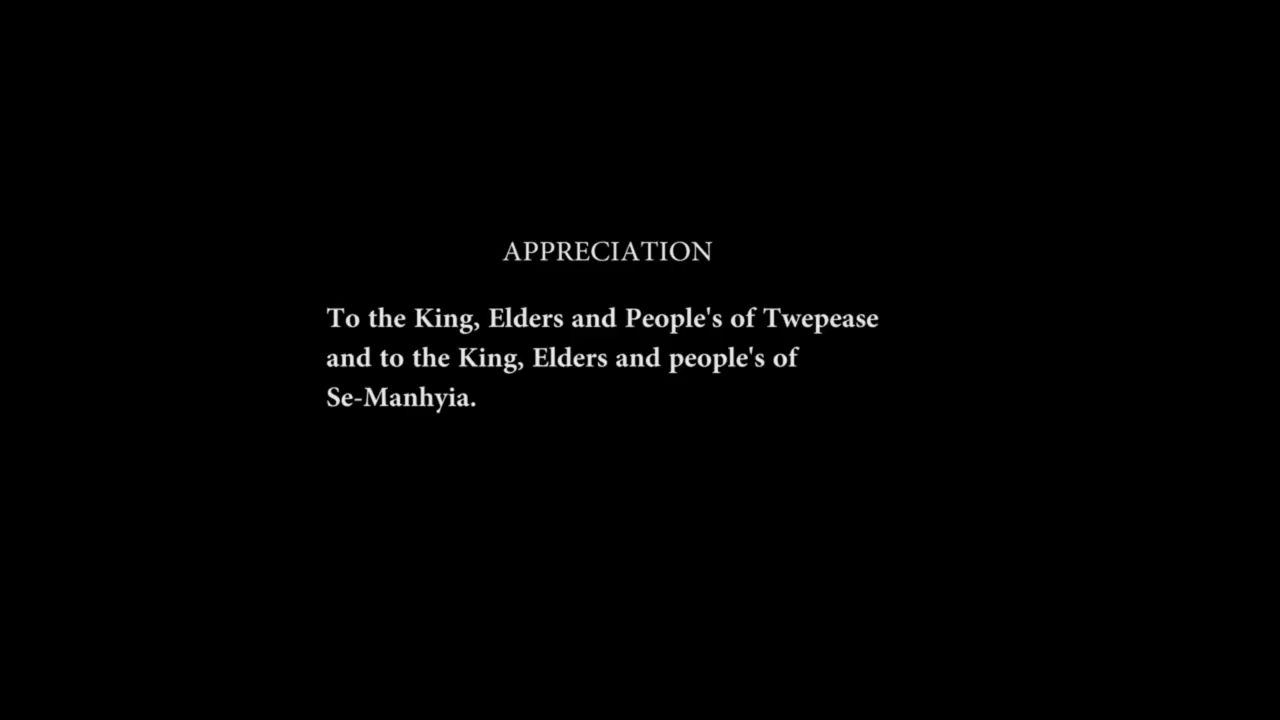 APPRECIATION
To the King, Elders and People's of Twepease
and to the King, Elders and people's of
Se-Manhyia.